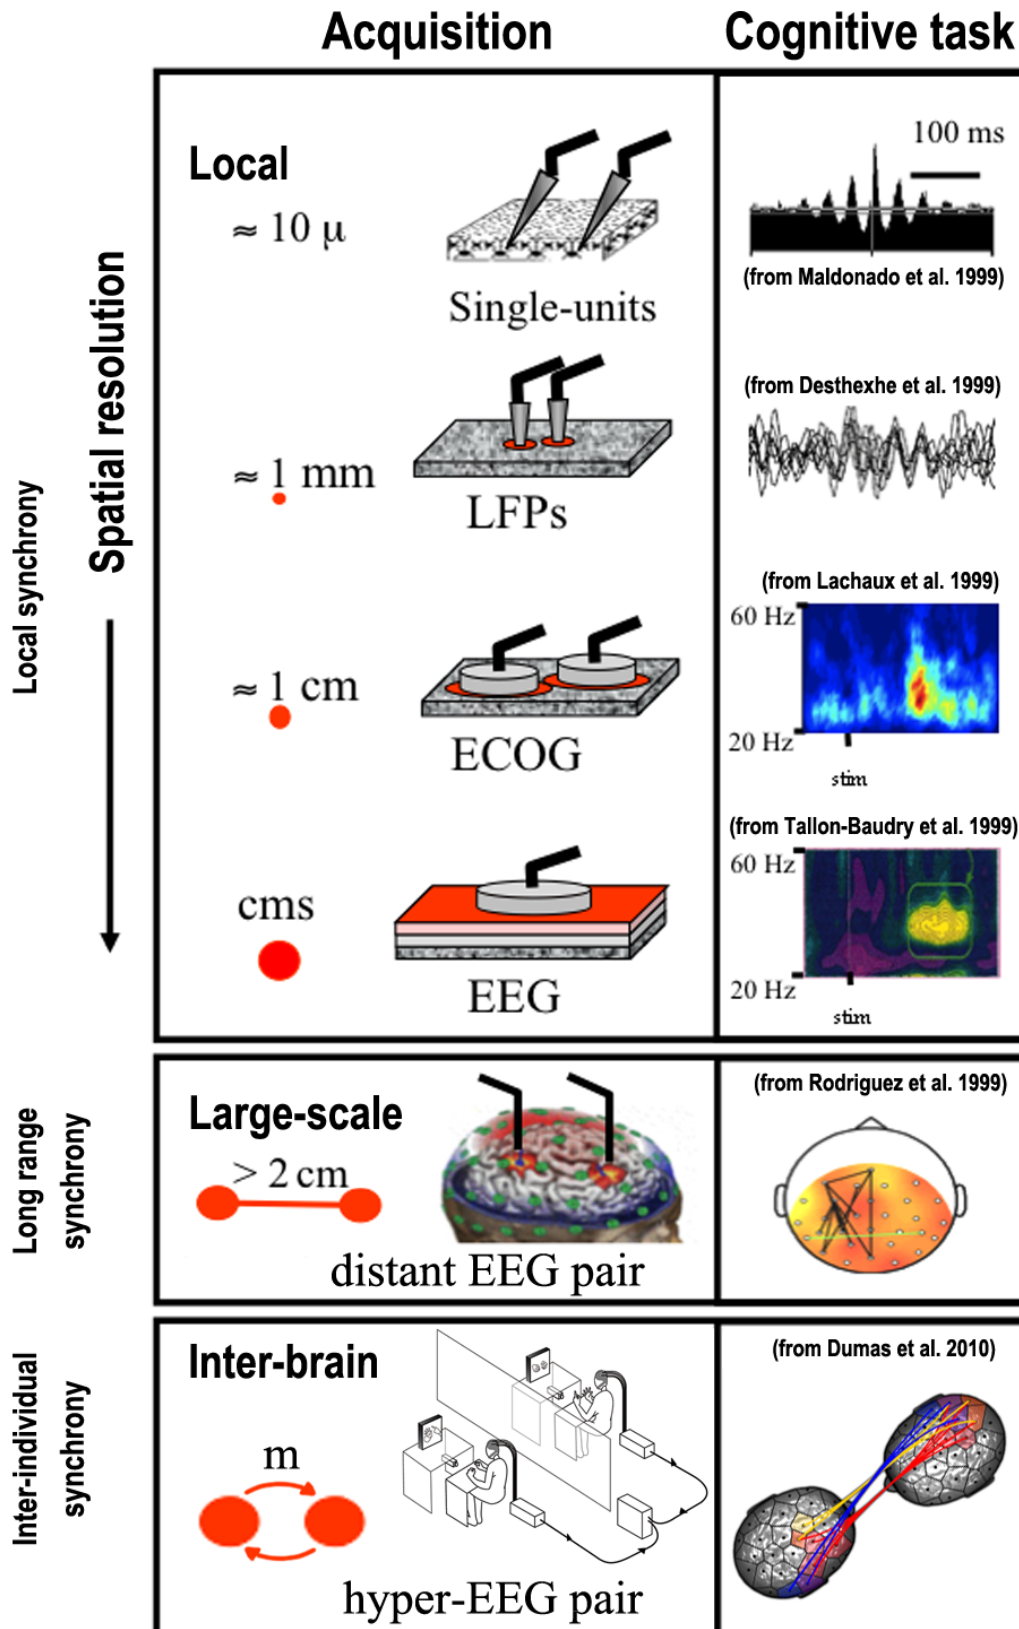 Acquisition
Cognitive task
Spatial resolution
Local synchrony
Local
≈ 10 μ
Single-units
100 ms
(from Maldonado et al. 1999)
≈ 1 mm
LFPs
(from Desthexhe et al. 1999)
≈ 1 cm
ECOG
(from Lachaux et al. 1999)
60 Hz
20 Hz
stim
cms
EEG
(from Tallon-Baudry et al. 1999)
60 Hz
20 Hz
stim
Long range
synchrony
Large-scale
> 2 cm
distant EEG pair
(from Rodriguez et al. 1999)
Inter-individual
synchrony
Inter-brain
m
hyper-EEG pair
(from Dumas et al. 2010)